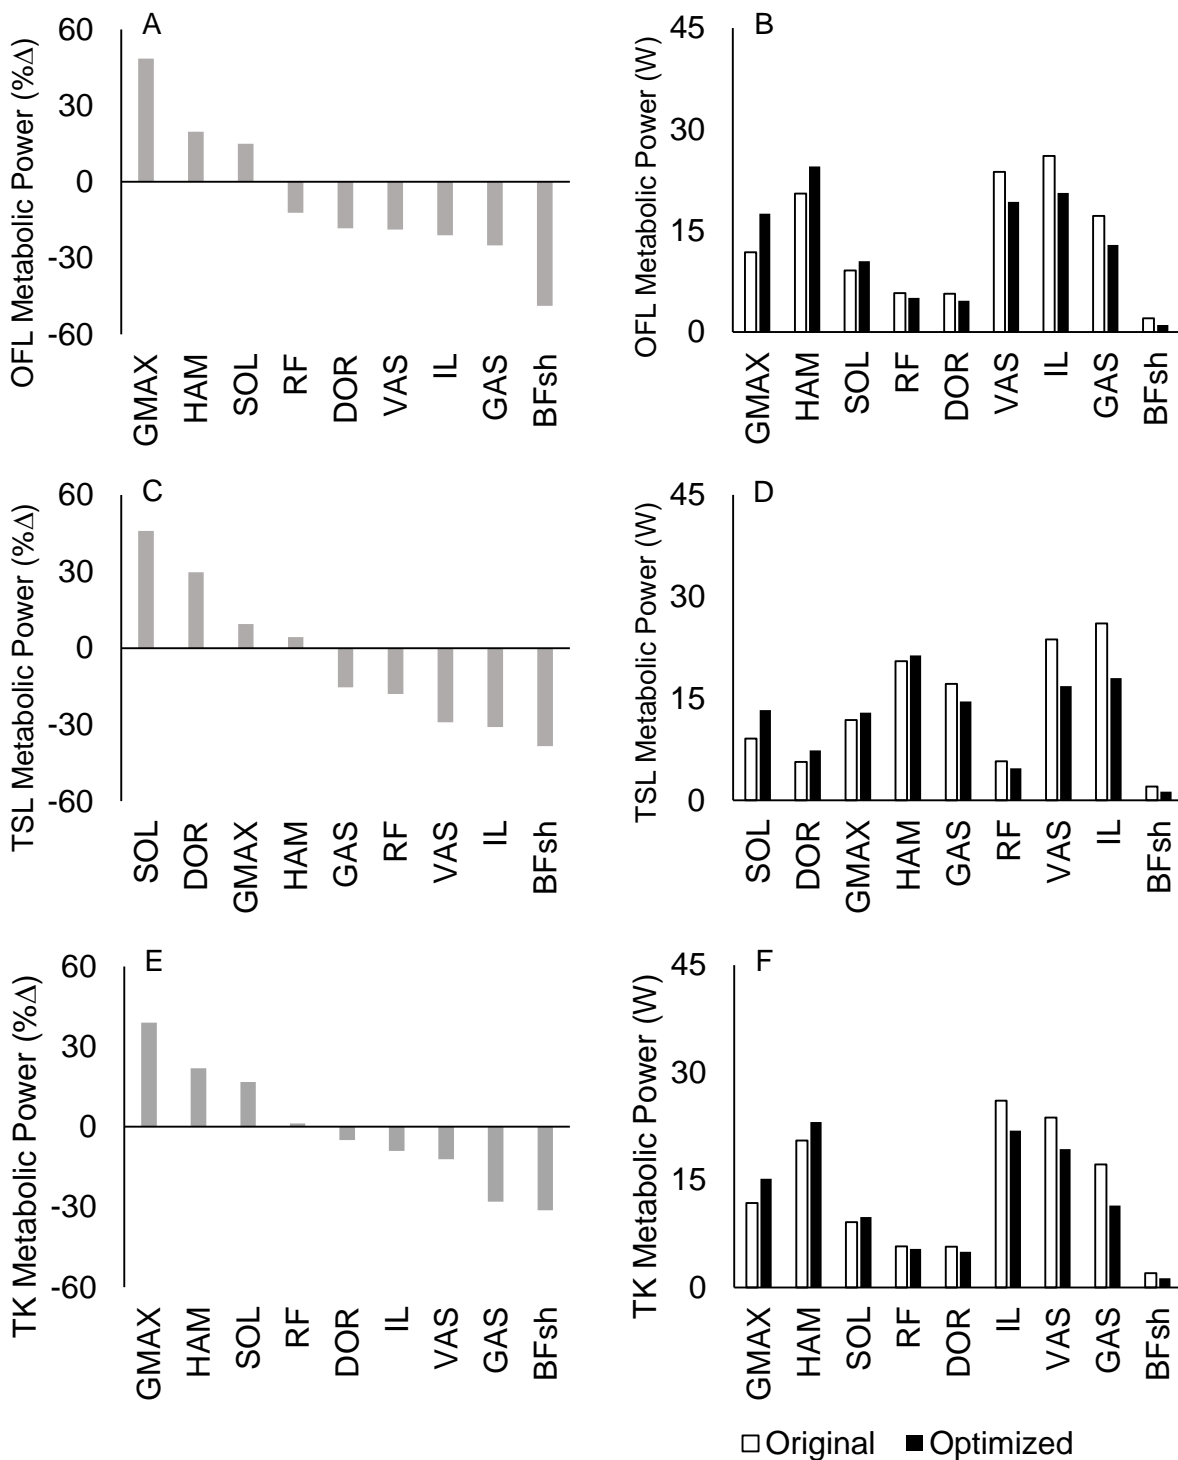 A
OFL Metabolic Power (%Δ)
60
30
0
-30
-60
GMAX
HAM
SOL
RF
DOR
VAS
IL
GAS
BFsh
B
OFL Metabolic Power (W)
45
30
15
0
GMAX
HAM
SOL
RF
DOR
VAS
IL
GAS
BFsh
C
TSL Metabolic Power (%Δ)
60
30
0
-30
-60
SOL
DOR
GMAX
HAM
GAS
RF
VAS
IL
BFsh
D
TSL Metabolic Power (W)
45
30
15
0
SOL
DOR
GMAX
HAM
GAS
RF
VAS
IL
BFsh
E
TK Metabolic Power (%Δ)
60
30
0
-30
-60
GMAX
HAM
SOL
RF
DOR
IL
VAS
GAS
BFsh
F
TK Metabolic Power (W)
45
30
15
0
GMAX
HAM
SOL
RF
DOR
IL
VAS
GAS
BFsh
Original Optimized